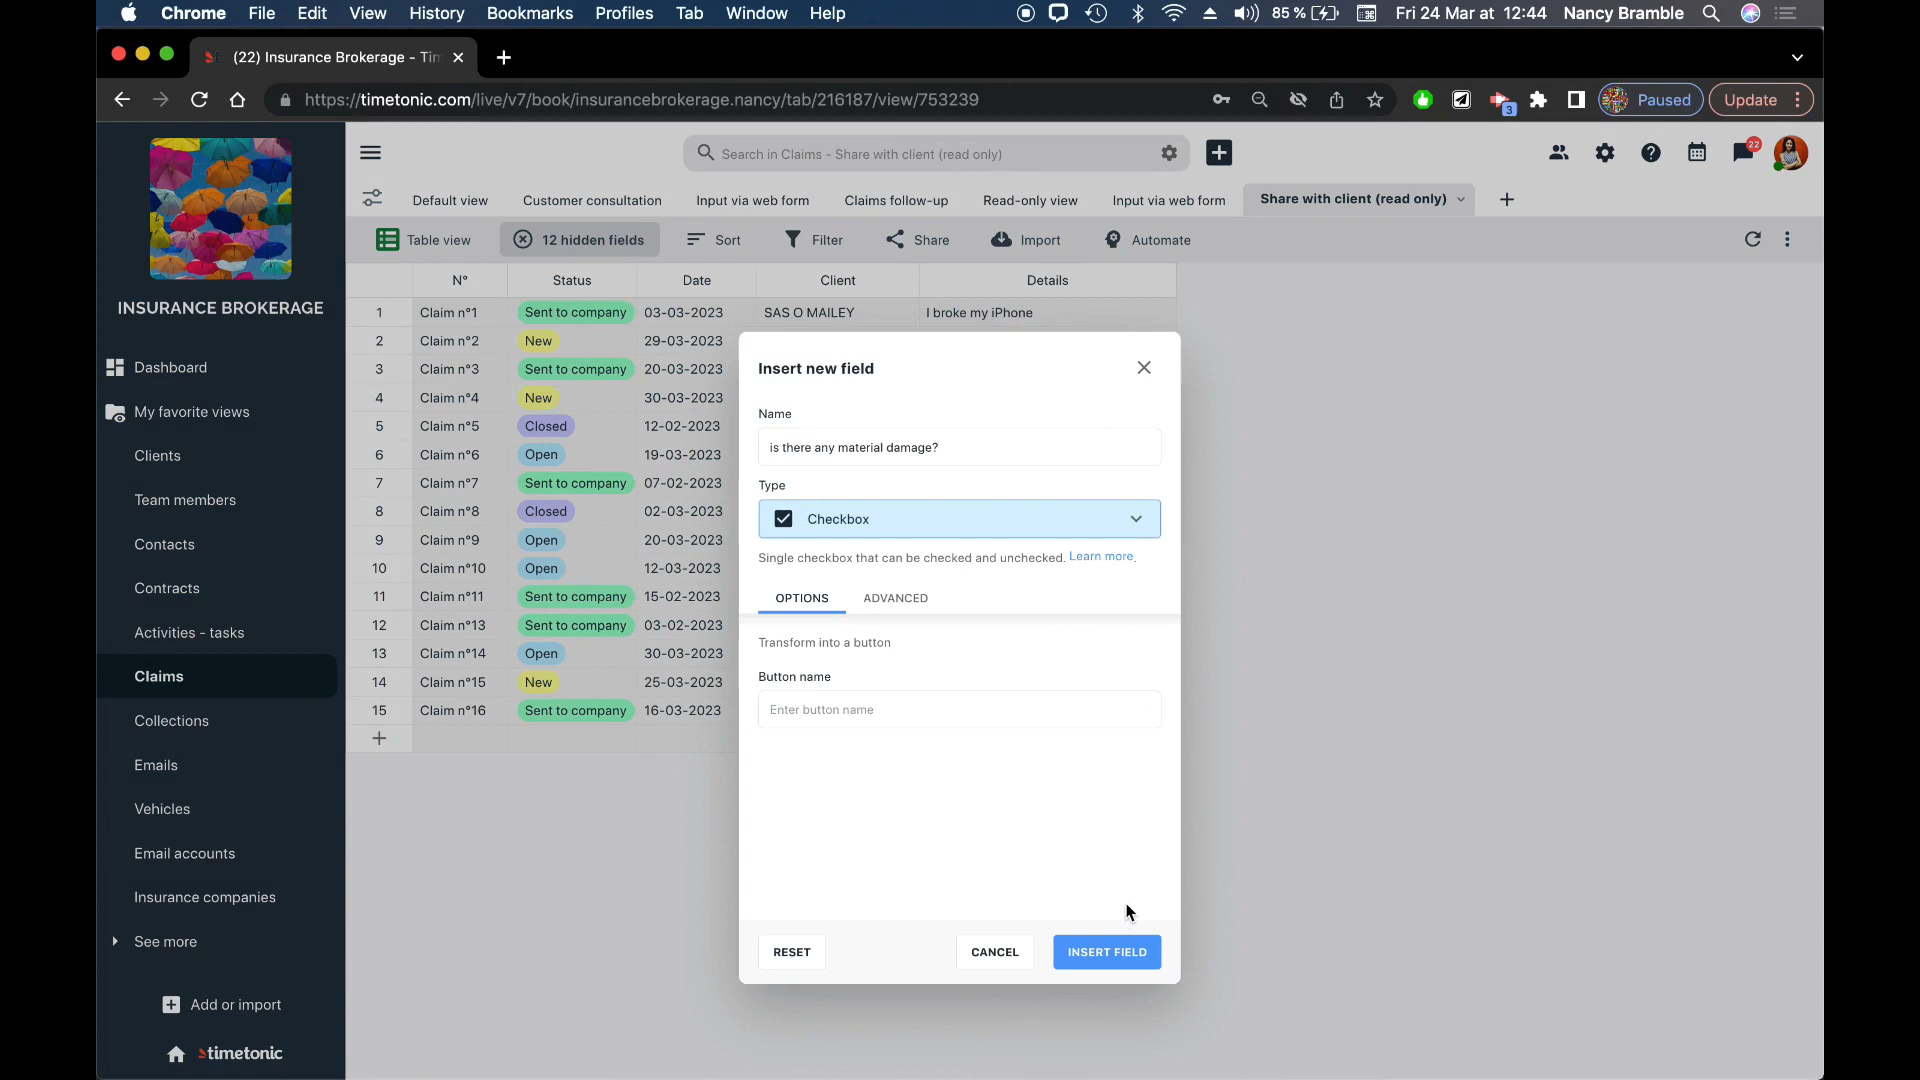 Chrome File Edit View History Bookmarks Profiles Tab Window Help 85 % Fri 24 Mar at 12:44 Nancy Bramble
(22) Insurance Brokerage - Tim
https://timetonic.com/live/v7/book/insurancebrokerage.nancy/tab/216187/view/753239 3 Paused Update
Search in Claims - Share with client (read only) 22
Default view Customer consultation Input via web form Claims follow-up Read-only view Input via web form Share with client (read only)
Table view 12 hidden fields Sort Filter Share Import Automate
INSURANCE BROKERAGE
Dashboard
My favorite views
Clients
Team members
Contacts
Contracts
Activities - tasks
Claims
Collections
Emails
Vehicles
Email accounts
Insurance companies
See more
Add or import
timetonic
N° Status Date Client Details
1 Claim n°1 Sent to company 03-03-2023 SAS O MAILEY I broke my iPhone
2 Claim n°2 New 29-03-2023
3 Claim n°3 Sent to company 20-03-2023
4 Claim n°4 New 30-03-2023
5 Claim n°5 Closed 12-02-2023
6 Claim n°6 Open 19-03-2023
7 Claim n°7 Sent to company 07-02-2023
8 Claim n°8 Closed 02-03-2023
9 Claim n°9 Open 20-03-2023
10 Claim n°10 Open 12-03-2023
11 Claim n°11 Sent to company 15-02-2023
12 Claim n°13 Sent to company 03-02-2023
13 Claim n°14 Open 30-03-2023
14 Claim n°15 New 25-03-2023
15 Claim n°16 Sent to company 16-03-2023
Insert new field
Name
is there any material damage?
Type
Checkbox
Single checkbox that can be checked and unchecked. Learn more.
OPTIONS ADVANCED
Transform into a button
Button name
Enter button name
RESET CANCEL INSERT FIELD